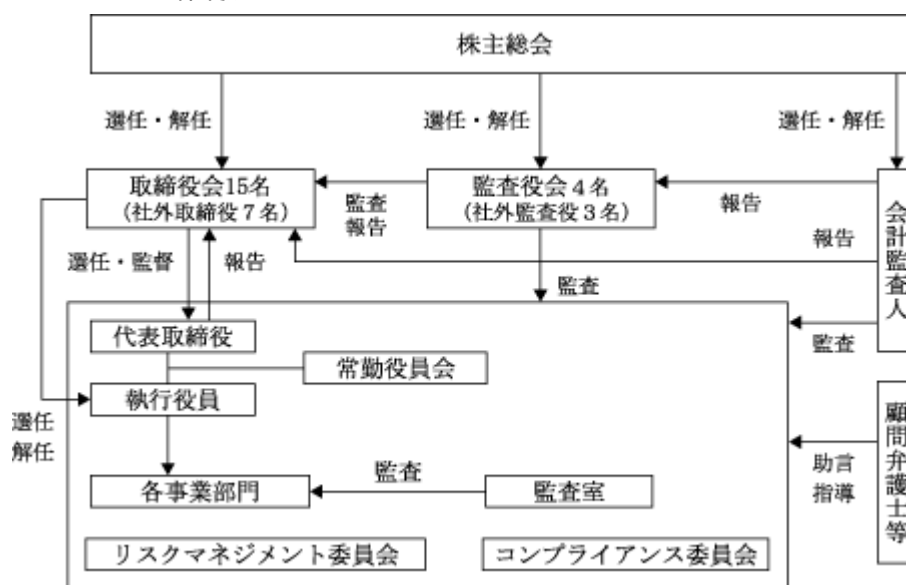 株主総会
選任・解任
選任・解任
選任・解任
取締役会15名
（社外取締役７名）
監査
報告
監査役会４名
（社外監査役３名）
報告
会計監査人
報告
選任・監督
報告
監査
代表取締役
監査
常勤役員会
執行役員
選任
解任
顧問弁護士等
助言
指導
各事業部門
監査
監査室
リスクマネジメント委員会
コンプライアンス委員会